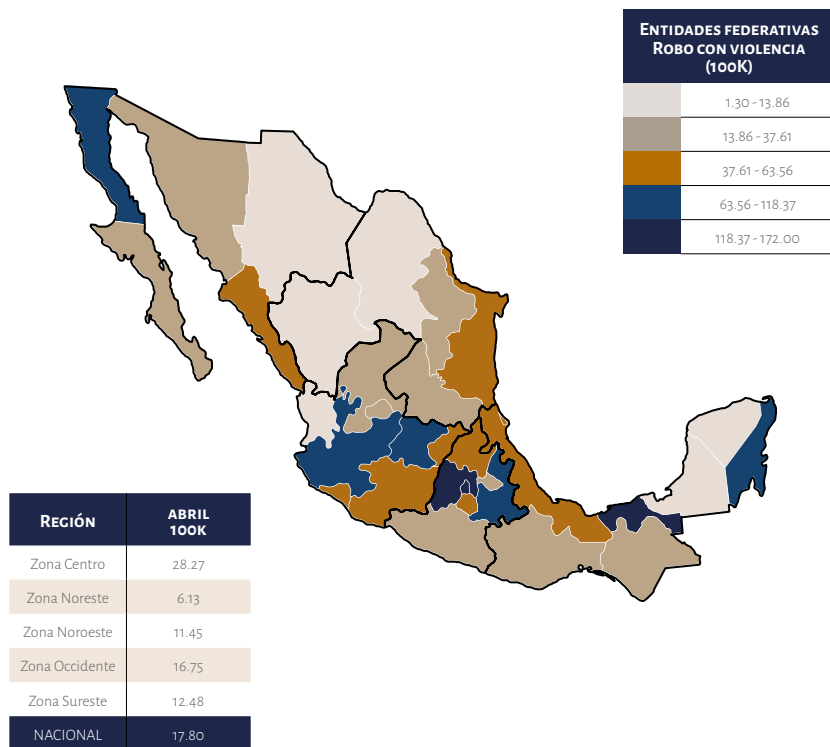 Entidades federativas
Robo con violencia
(100K)
1.30 - 13.86
13.86 - 37.61
37.61 - 63.56
63.56 - 118.37
118.37 - 172.00
Región abril 100K
Zona Centro 28.27
Zona Noreste 6.13
Zona Noroeste 11.45
Zona Occidente 16.75
Zona Sureste 12.48
NACIONAL 17.80